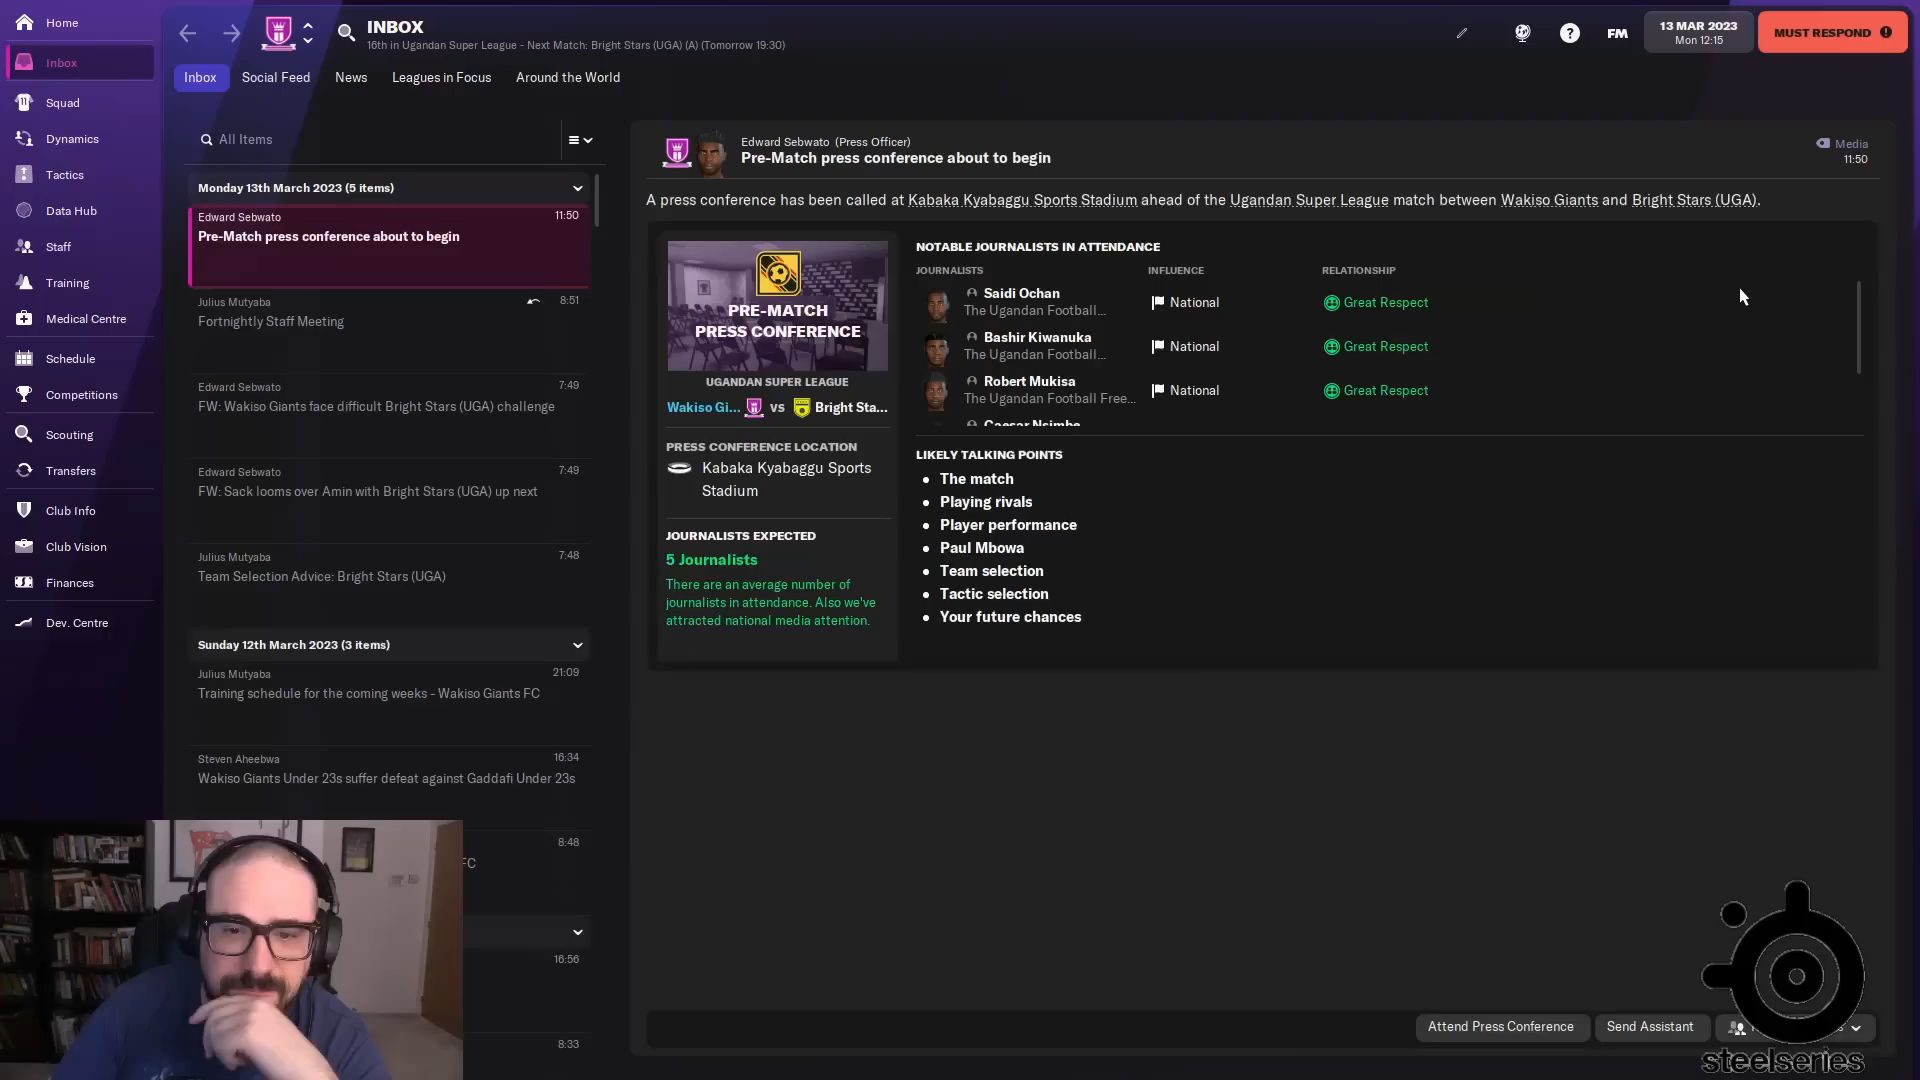 Home
Inbox
Squad
Dynamics
Tactics
Data Hub
Staff
Training
Medical Centre
Schedule
Competitions
Scouting
Transfers
Club Info
Club Vision
Finances
Dev. Centre
INBOX
16th in Ugandan Super League - Next Match: Bright Stars (UGA) (A) (Tomorrow 19:30)
FM
13 MAR 2023
Mon 12:15
MUST RESPOND
Inbox Social Feed News Leagues in Focus Around the World
All Items
Monday 13th March 2023 (5 items)
Edward Sebwato 11:50
Pre-Match press conference about to begin
Julius Mutyaba 8:51
Fortnightly Staff Meeting
Edward Sebwato 7:49
FW: Wakiso Giants face difficult Bright Stars (UGA) challenge
Edward Sebwato 7:49
FW: Sack looms over Amin with Bright Stars (UGA) up next
Julius Mutyaba 7:48
Team Selection Advice: Bright Stars (UGA)
Sunday 12th March 2023 (3 items)
Julius Mutyaba 21:09
Training schedule for the coming weeks - Wakiso Giants FC
Steven Aheebwa 16:34
Wakiso Giants Under 23s suffer defeat against Gaddafi Under 23s
8:48
FC
16:56
8:33
Edward Sebwato (Press Officer)
Pre-Match press conference about to begin
Media
11:50
A press conference has been called at Kabaka Kyabaggu Sports Stadium ahead of the Ugandan Super League match between Wakiso Giants and Bright Stars (UGA).
PRE-MATCH
PRESS CONFERENCE
UGANDAN SUPER LEAGUE
Wakiso Gi... VS Bright Sta...
PRESS CONFERENCE LOCATION
Kabaka Kyabaggu Sports
Stadium
JOURNALISTS EXPECTED
5 Journalists
There are an average number of
journalists in attendance. Also we've
attracted national media attention.
NOTABLE JOURNALISTS IN ATTENDANCE
JOURNALISTS INFLUENCE RELATIONSHIP
Saidi Ochan
The Ugandan Football...
National Great Respect
Bashir Kiwanuka
The Ugandan Football...
National Great Respect
Robert Mukisa
The Ugandan Football Free...
National Great Respect
Caesar Nsimbe
LIKELY TALKING POINTS
The match
Playing rivals
Player performance
Paul Mbowa
Team selection
Tactic selection
Your future chances
Attend Press Conference
Send Assistant
steelseries